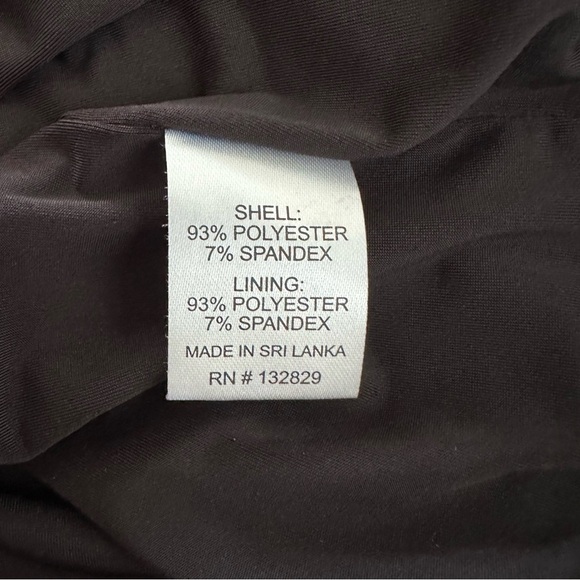 SHELL:
93% POLYESTER
7% SPANDEX
LINING:
93% POLYESTER
7% SPANDEX
MADE IN SRI LANKA
RN # 132829